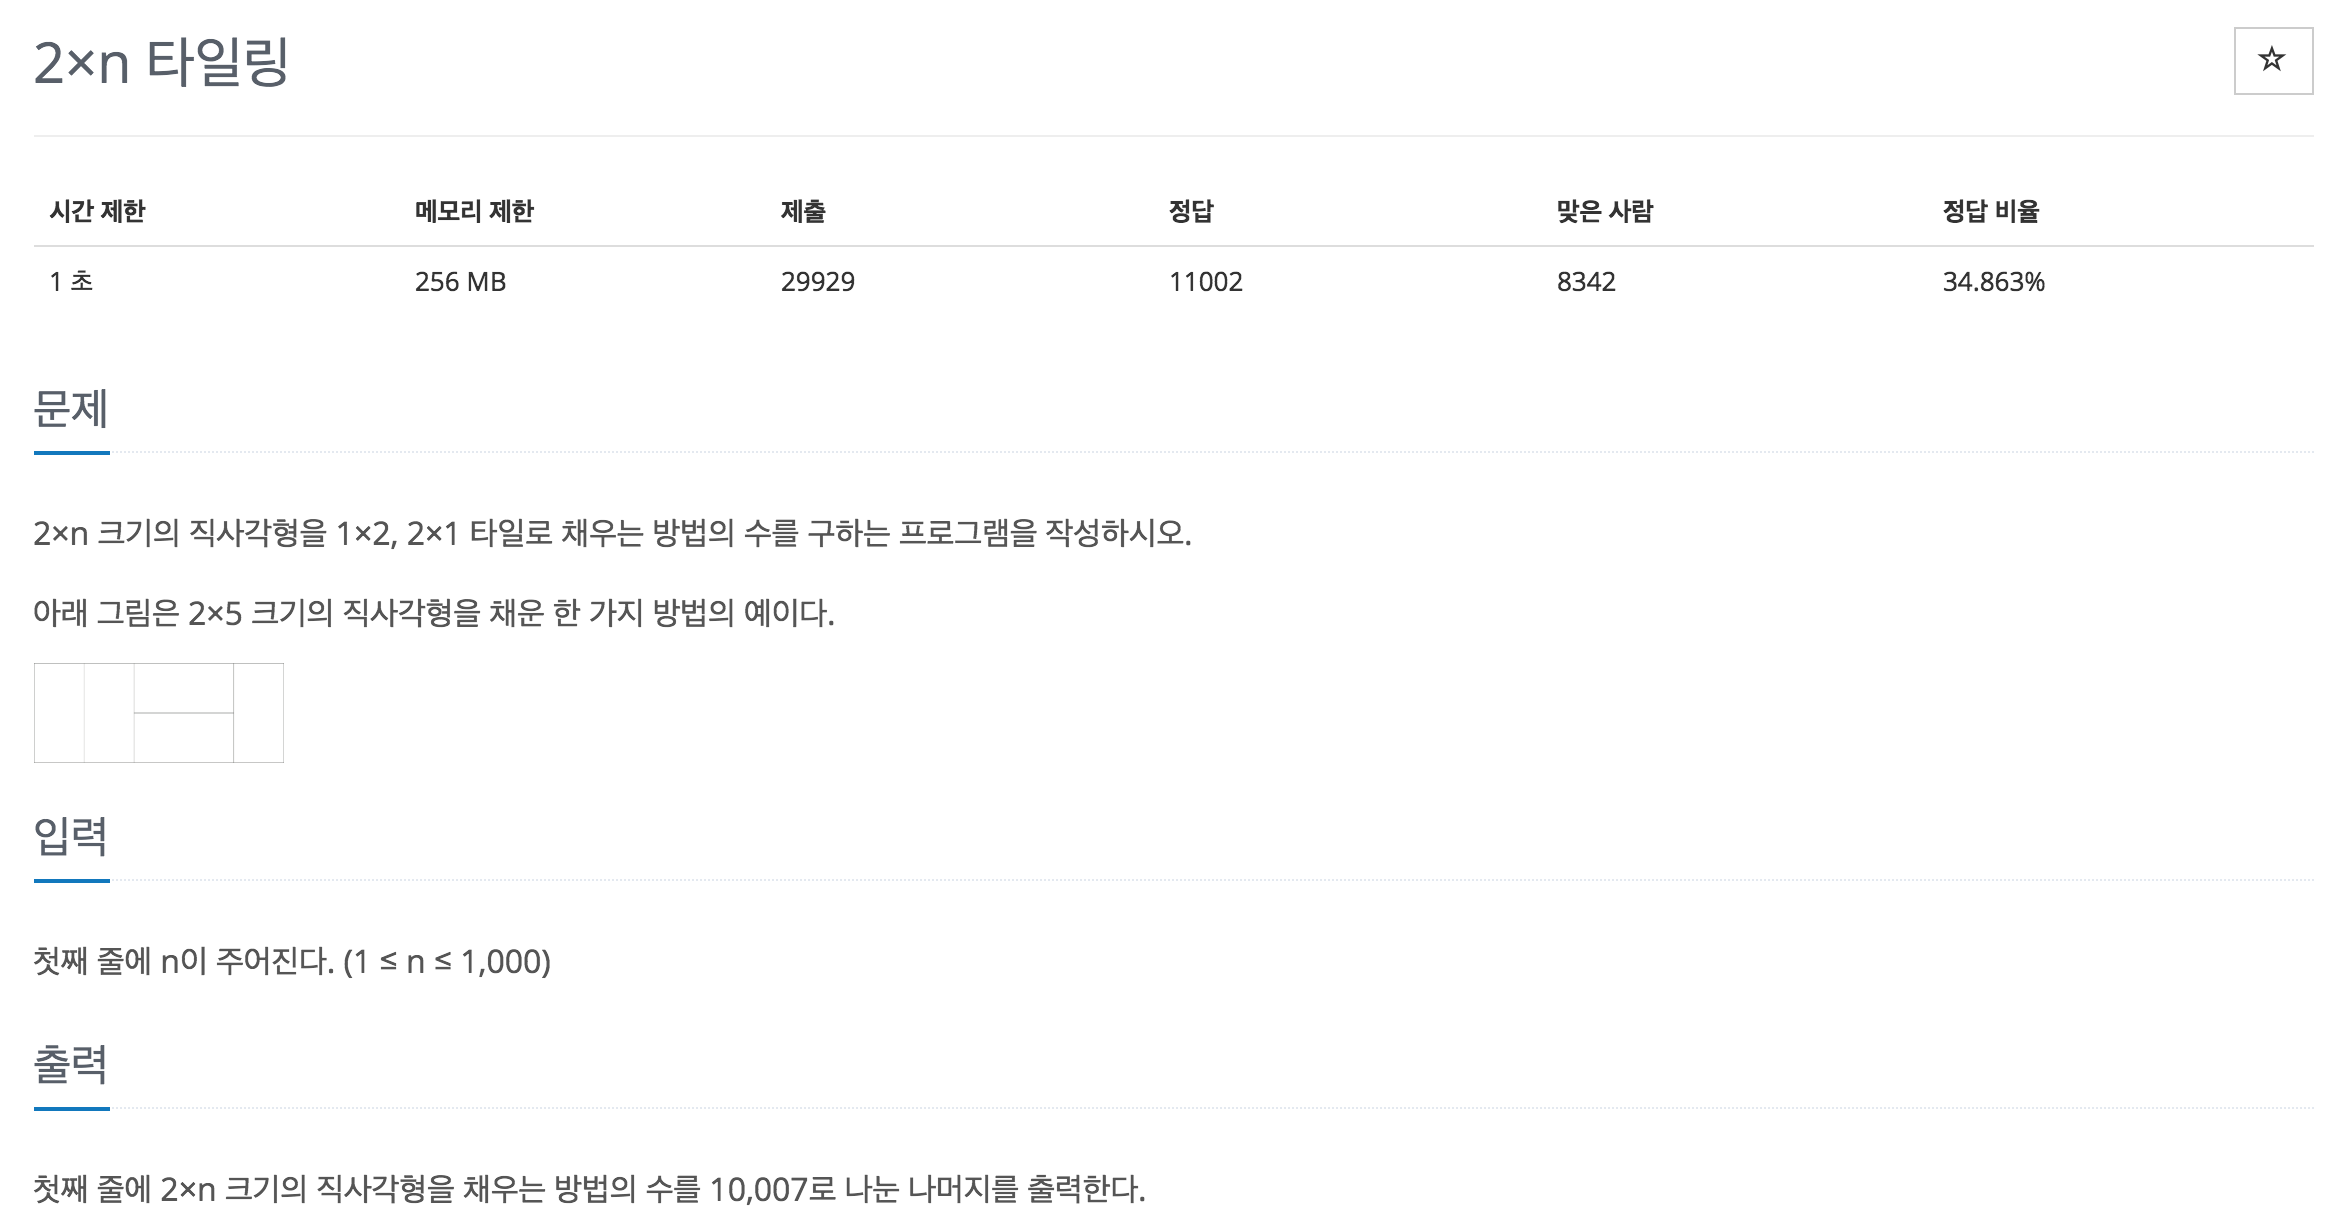 2×n 타일링
☆
시간 제한 메모리 제한 제출 정답 맞은 사람 정답 비율
1 초 256 MB 29929 11002 8342 34.863%
문제
2×n 크기의 직사각형을 1×2, 2×1 타일로 채우는 방법의 수를 구하는 프로그램을 작성하시오.
아래 그림은 2×5 크기의 직사각형을 채운 한 가지 방법의 예이다.
입력
첫째 줄에 n이 주어진다. (1 ≤ n ≤ 1,000)
출력
첫째 줄에 2×n 크기의 직사각형을 채우는 방법의 수를 10,007로 나눈 나머지를 출력한다.